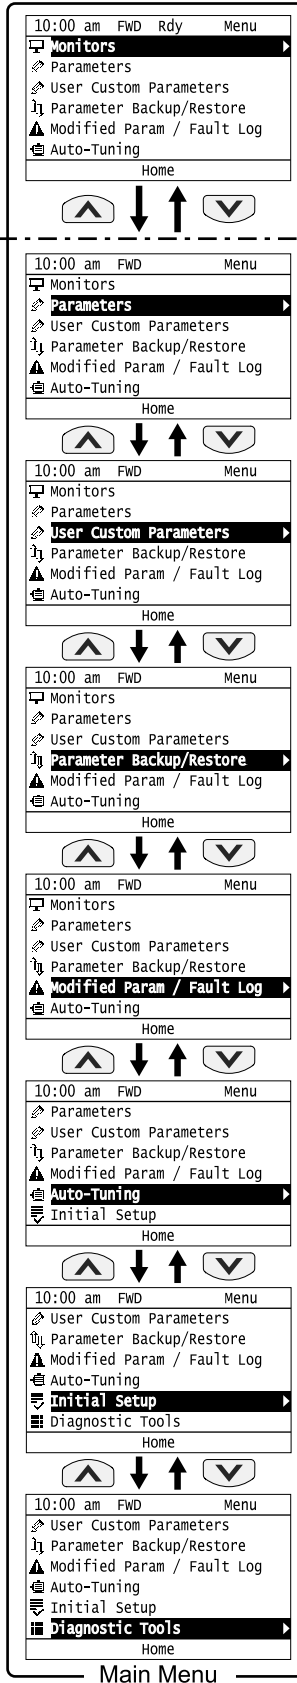 10:00 am FWD Rdy Menu
Monitors
Parameters
User Custom Parameters
Parameter Backup/Restore
Modified Param / Fault Log
Auto-Tuning
Home
10:00 am FWD Menu
Monitors
Parameters
User Custom Parameters
Parameter Backup/Restore
Modified Param / Fault Log
Auto-Tuning
Home
10:00 am FWD Menu
Monitors
Parameters
User Custom Parameters
Parameter Backup/Restore
Modified Param / Fault Log
Auto-Tuning
Home
10:00 am FWD Menu
Monitors
Parameters
User Custom Parameters
Parameter Backup/Restore
Modified Param / Fault Log
Auto-Tuning
Home
10:00 am FWD Menu
Monitors
Parameters
User Custom Parameters
Parameter Backup/Restore
Modified Param / Fault Log
Auto-Tuning
Home
10:00 am FWD Menu
Parameters
User Custom Parameters
Parameter Backup/Restore
Modified Param / Fault Log
Auto-Tuning
Initial Setup
Home
10:00 am FWD Menu
User Custom Parameters
Parameter Backup/Restore
Modified Param / Fault Log
Auto-Tuning
Initial Setup
Diagnostic Tools
Home
10:00 am FWD Menu
User Custom Parameters
Parameter Backup/Restore
Modified Param / Fault Log
Auto-Tuning
Initial Setup
Diagnostic Tools
Home
Main Menu